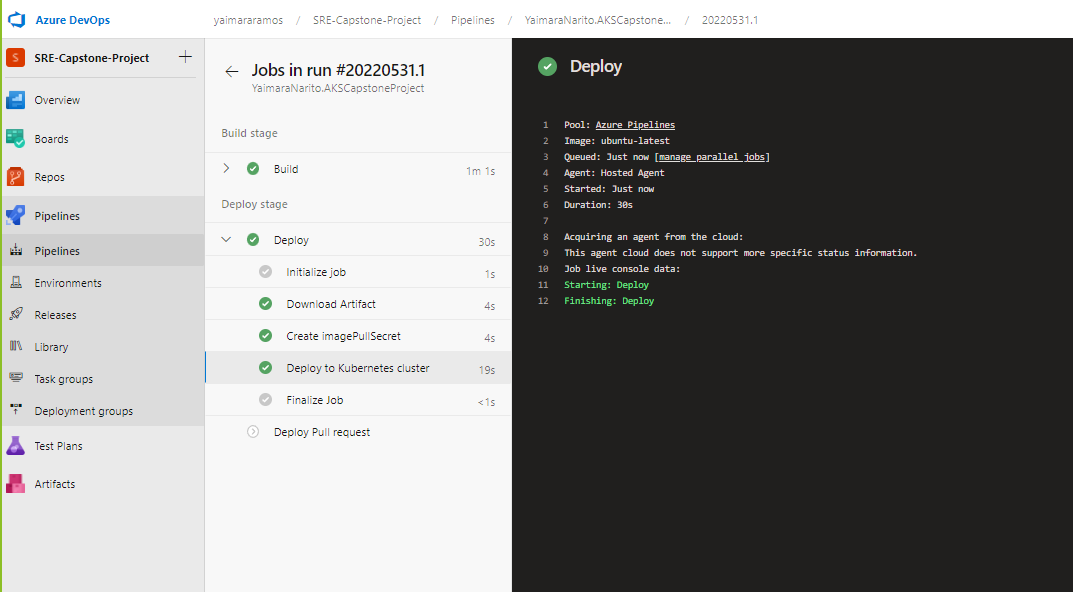 Azure DevOps
yaimararamos / SRE-Capstone-Project / Pipelines / YaimaraNarito.AKSCapstone... / 20220531.1
S SRE-Capstone-Project
Overview
Boards
Repos
Pipelines
Pipelines
Environments
Releases
Library
Task groups
Deployment groups
Test Plans
Artifacts
Jobs in run #20220531.1
YaimaraNarito.AKSCapstoneProject
Build stage
Build 1m 1s
Deploy stage
Deploy 30s
Initialize job 1s
Download Artifact 4s
Create imagePullSecret 4s
Deploy to Kubernetes cluster 19s
Finalize Job <1s
Deploy Pull request
Deploy
1 Pool: Azure Pipelines
2 Image: ubuntu-latest
3 Queued: Just now [manage parallel jobs]
4 Agent: Hosted Agent
5 Started: Just now
6 Duration: 30s
7
8 Acquiring an agent from the cloud:
9 This agent cloud does not support more specific status information.
10 Job live console data:
11 Starting: Deploy
12 Finishing: Deploy